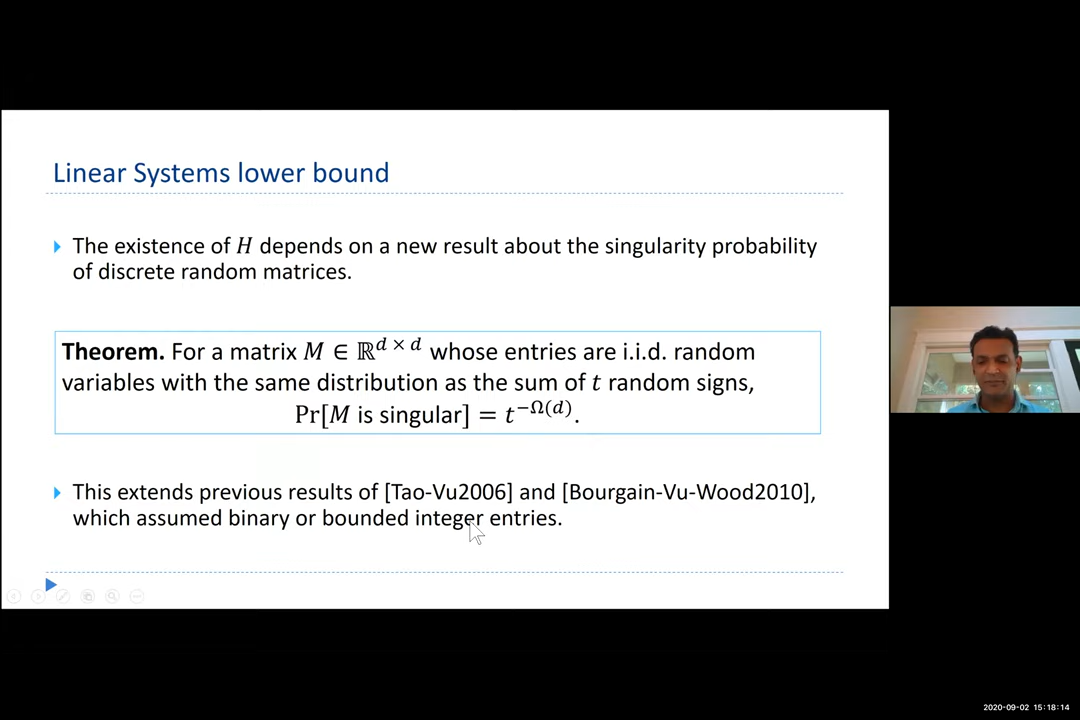 Linear Systems lower bound
The existence of H depends on a new result about the singularity probability
of discrete random matrices.
Theorem. For a matrix M ∈ ℝ^{d × d} whose entries are i.i.d. random
variables with the same distribution as the sum of t random signs,
Pr[M is singular] = t^{−Ω(d)}.
This extends previous results of [Tao-Vu2006] and [Bourgain-Vu-Wood2010],
which assumed binary or bounded integer entries.
2020-09-02 15:18:14